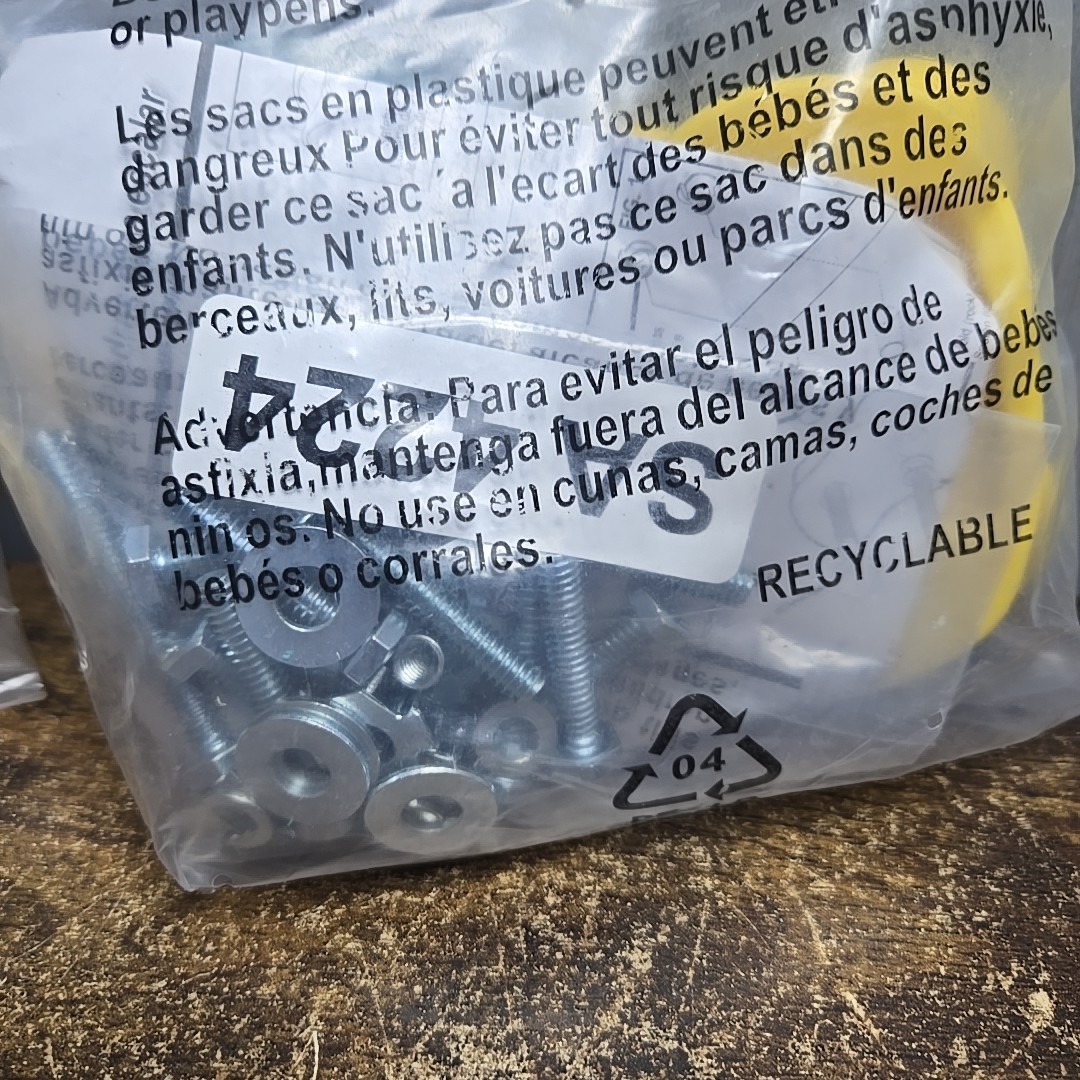 or playpens.
Les sacs en plastique peuvent
dangreux Pour éviter tout risque d'asphyxie,
garder ce sac 'a l'ecart des bébés et des
enfants. N'utilisez pas ce sac dans des
berceaux, lits, voitures ou parcs d'enfants.
Advertancia: Para evitar el peligro de
asfixia,mantenga fuera del alcance de bebes
nin os. No use en cunas, camas, coches de
bebés o corrales.
RECYCLABLE
04